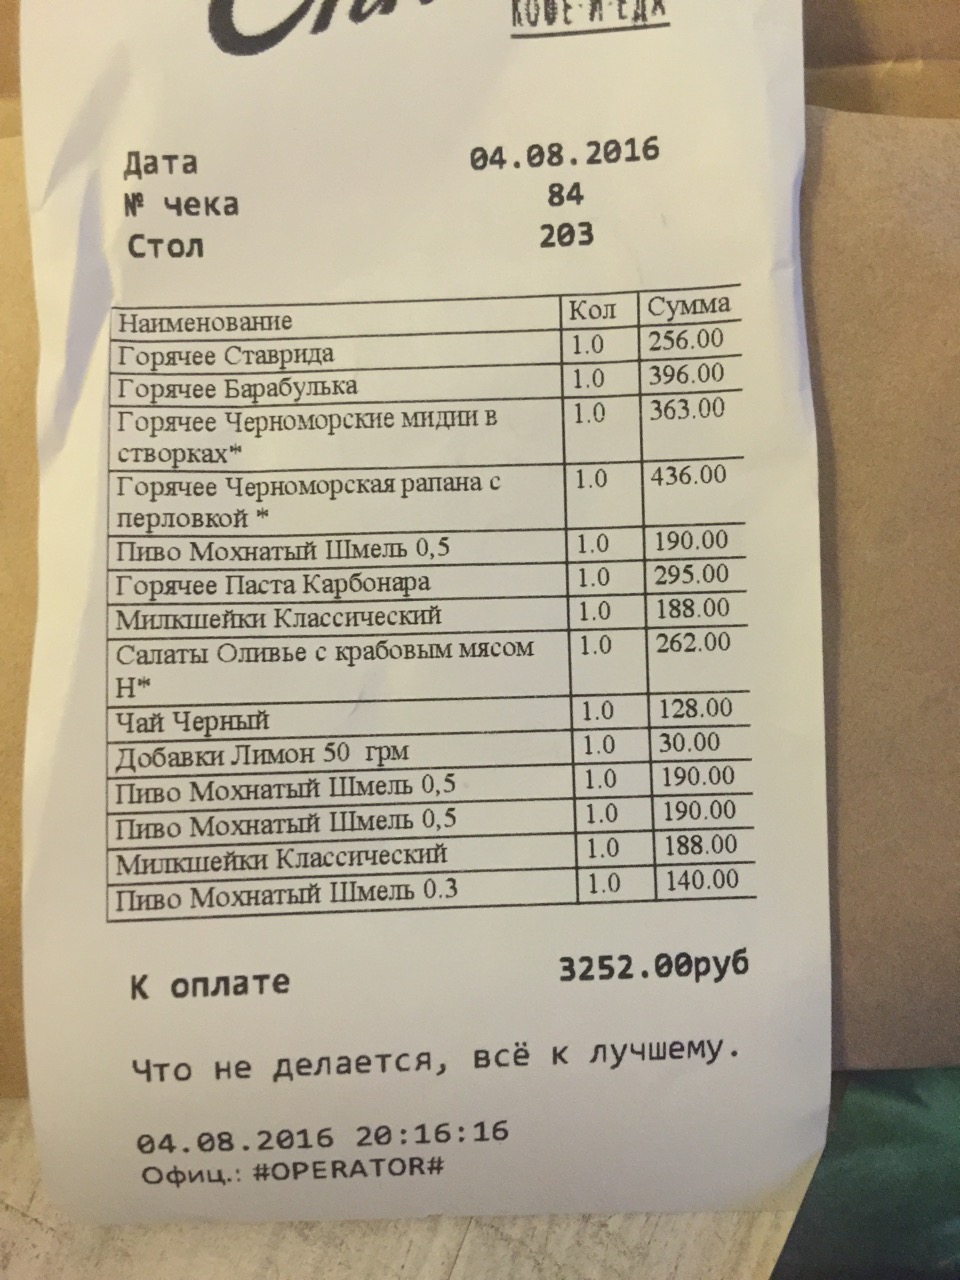 КОФЕ И ЕДА
Дата 04.08.2016
№ чека 84
Стол 203
Наименование Кол Сумма
Горячее Ставрида 1.0 256.00
Горячее Барабулька 1.0 396.00
Горячее Черноморские мидии в 1.0 363.00
створках*
Горячее Черноморская рапана с 1.0 436.00
перловкой *
Пиво Мохнатый Шмель 0,5 1.0 190.00
Горячее Паста Карбонара 1.0 295.00
Милкшейки Классический 1.0 188.00
Салаты Оливье с крабовым мясом 1.0 262.00
Н*
Чай Черный 1.0 128.00
Добавки Лимон 50 грм 1.0 30.00
Пиво Мохнатый Шмель 0,5 1.0 190.00
Пиво Мохнатый Шмель 0,5 1.0 190.00
Милкшейки Классический 1.0 188.00
Пиво Мохнатый Шмель 0.3 1.0 140.00
К оплате 3252.00руб
Что не делается, всё к лучшему.
04.08.2016 20:16:16
Офиц.: #OPERATOR#